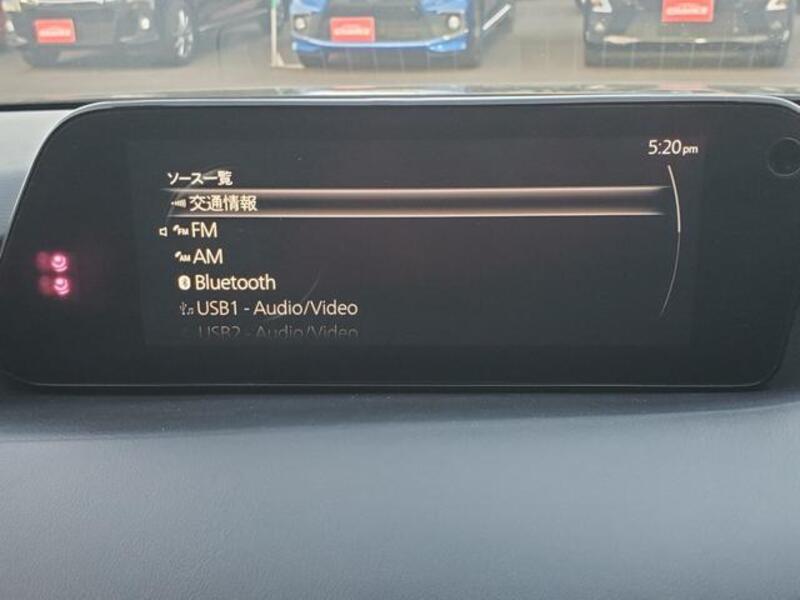 5:20pm
ソース一覧
交通情報
FM
AM
Bluetooth
USB1 - Audio/Video
USB2 - Audio/Video